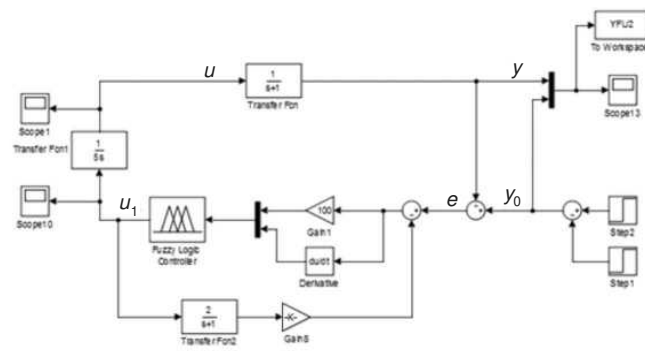 YFU2
To Workspace
u
1
s+1
Transfer Fcn
y
Scope1
Scope13
Transfer Fcn1
1
5s
Scope10
u1
Fuzzy Logic
Controller
100
Gain1
du/dt
Derivative
e
y0
Step2
Step1
2
s+1
Transfer Fcn2
-K-
Gain5